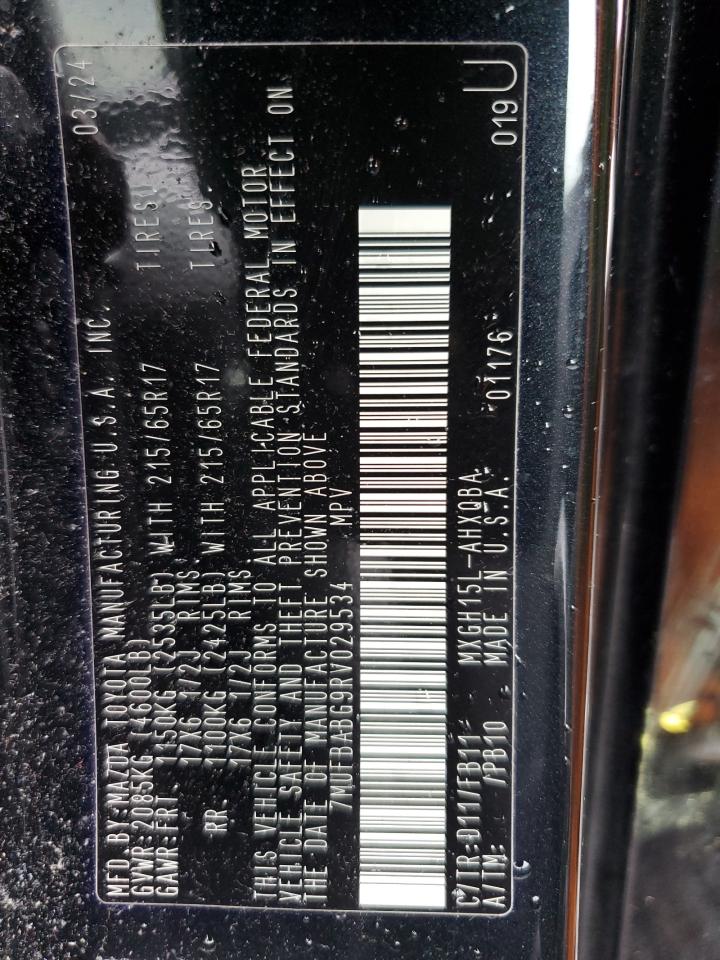 MFD.BY:MAZDA TOYOTA MANUFACTURING U.S.A. INC. 03/24
GVWR:2085KG (4600LB)
GAWR:FRT 1150KG (2535LB) WITH 215/65R17 TIRES,
17X6 1/2J RIMS,
RR 1100KG (2425LB) WITH 215/65R17 TIRES,
17X6 1/2J RIMS,
THIS VEHICLE CONFORMS TO ALL APPLICABLE FEDERAL MOTOR
VEHICLE SAFETY AND THEFT PREVENTION STANDARDS IN EFFECT ON
THE DATE OF MANUFACTURE SHOWN ABOVE
7MUFBABG9RV029534 MPV
C/TR:D117/FB11 MXGH15L-AHXQBA
A/TM: /PB10 MADE IN U.S.A. 01176 019 U